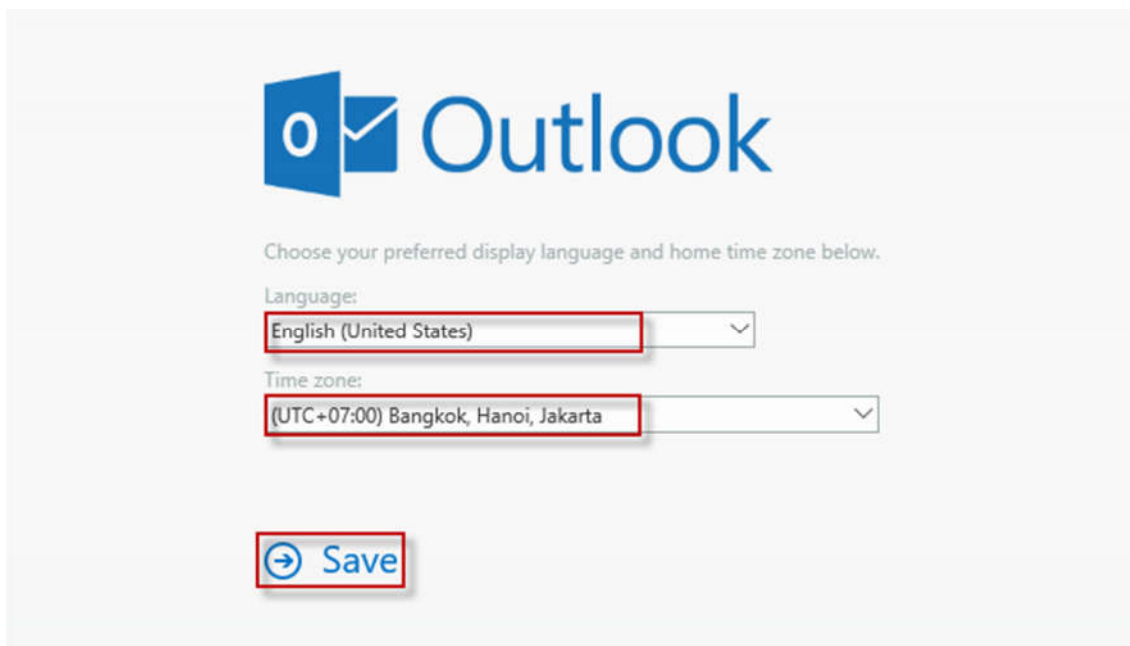 Outlook
Choose your preferred display language and home time zone below.
Language:
English (United States)
Time zone:
(UTC+07:00) Bangkok, Hanoi, Jakarta
Save